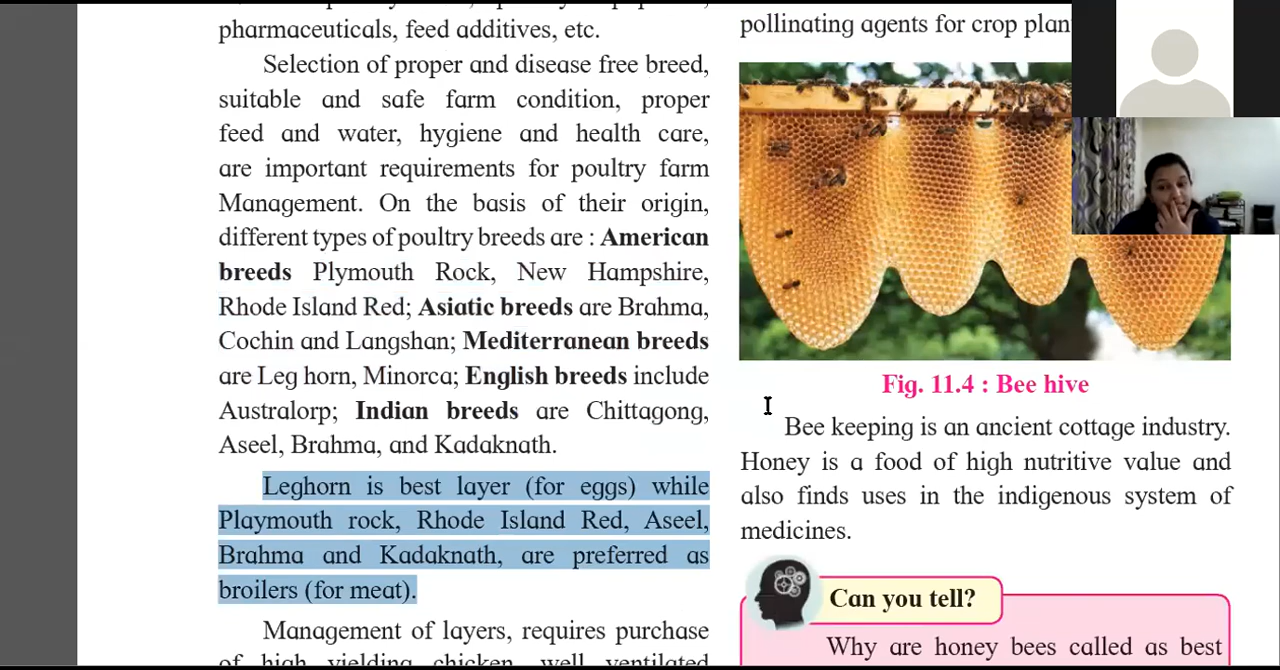 pharmaceuticals, feed additives, etc.
Selection of proper and disease free breed,
suitable and safe farm condition, proper
feed and water, hygiene and health care,
are important requirements for poultry farm
Management. On the basis of their origin,
different types of poultry breeds are : American
breeds Plymouth Rock, New Hampshire,
Rhode Island Red; Asiatic breeds are Brahma,
Cochin and Langshan; Mediterranean breeds
are Leg horn, Minorca; English breeds include
Australorp; Indian breeds are Chittagong,
Aseel, Brahma, and Kadaknath.
Leghorn is best layer (for eggs) while
Playmouth rock, Rhode Island Red, Aseel,
Brahma and Kadaknath, are preferred as
broilers (for meat).
Management of layers, requires purchase
of high yielding chicken, well ventilated
pollinating agents for crop plan
Fig. 11.4 : Bee hive
Bee keeping is an ancient cottage industry.
Honey is a food of high nutritive value and
also finds uses in the indigenous system of
medicines.
Can you tell?
Why are honey bees called as best